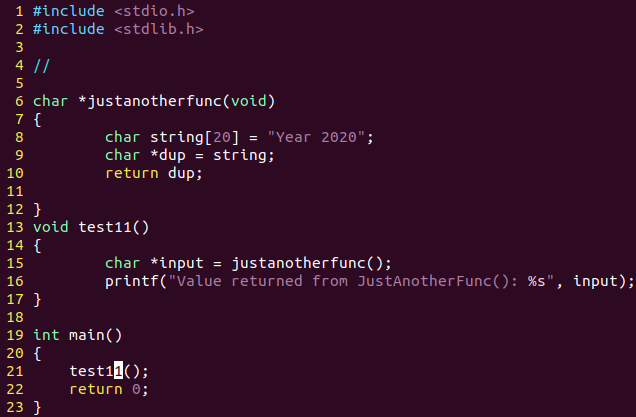 1 #include <stdio.h>
2 #include <stdlib.h>
3
4 //
5
6 char *justanotherfunc(void)
7 {
8         char string[20] = "Year 2020";
9         char *dup = string;
10         return dup;
11
12 }
13 void test11()
14 {
15         char *input = justanotherfunc();
16         printf("Value returned from JustAnotherFunc(): %s", input);
17 }
18
19 int main()
20 {
21     test11();
22     return 0;
23 }